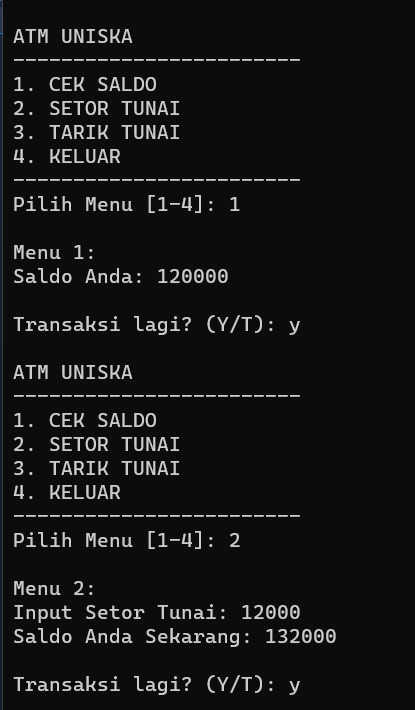 ATM UNISKA
------------------------
1. CEK SALDO
2. SETOR TUNAI
3. TARIK TUNAI
4. KELUAR
------------------------
Pilih Menu [1-4]: 1
Menu 1:
Saldo Anda: 120000
Transaksi lagi? (Y/T): y
ATM UNISKA
------------------------
1. CEK SALDO
2. SETOR TUNAI
3. TARIK TUNAI
4. KELUAR
------------------------
Pilih Menu [1-4]: 2
Menu 2:
Input Setor Tunai: 12000
Saldo Anda Sekarang: 132000
Transaksi lagi? (Y/T): y